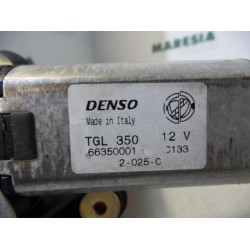 MARESIA
DENSO
Made in Italy
TGL 350 12 V
66350001 C133
2-025-C